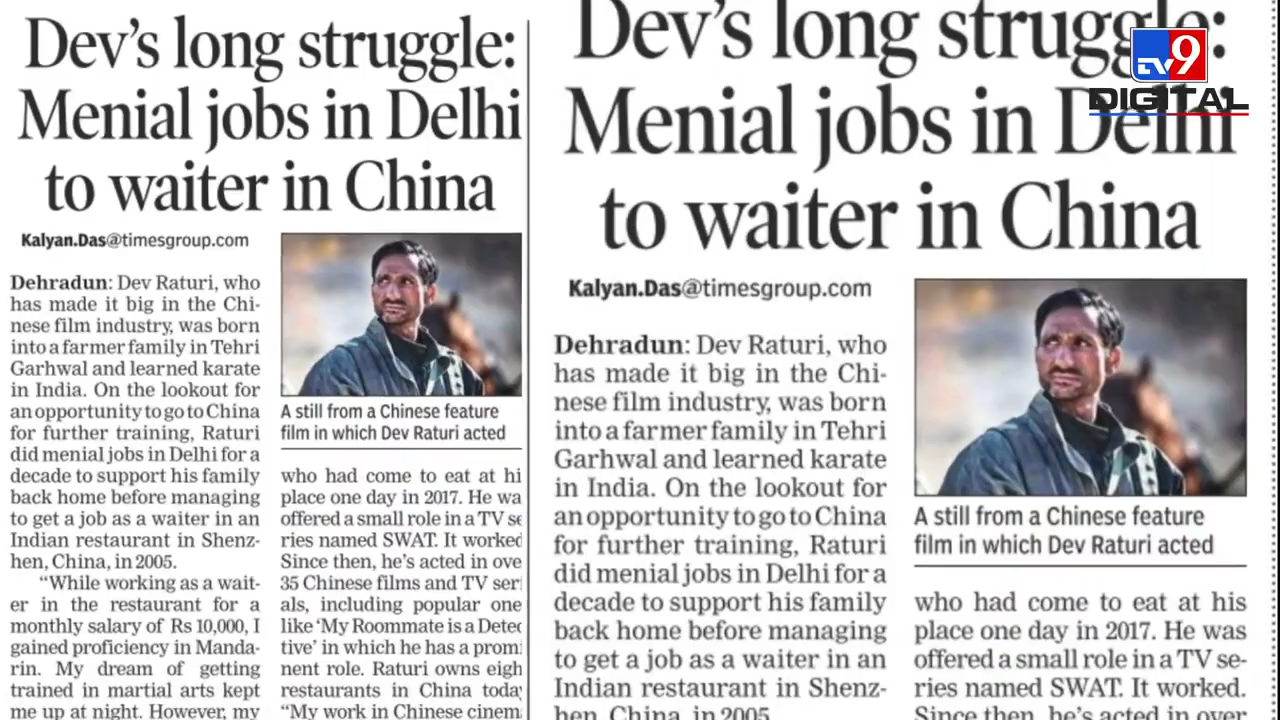 Dev's long struggle:
Menial jobs in Delhi
to waiter in China
Kalyan.Das@timesgroup.com
Dehradun: Dev Raturi, who
has made it big in the Chi-
nese film industry, was born
into a farmer family in Tehri
Garhwal and learned karate
in India. On the lookout for
an opportunity to go to China
for further training, Raturi
did menial jobs in Delhi for a
decade to support his family
back home before managing
to get a job as a waiter in an
Indian restaurant in Shenz-
hen, China, in 2005.
"While working as a wait-
er in the restaurant for a
monthly salary of Rs 10,000, I
gained proficiency in Manda-
rin. My dream of getting
trained in martial arts kept
me up at night. However, my
A still from a Chinese feature
film in which Dev Raturi acted
who had come to eat at hi
place one day in 2017. He wa
offered a small role in a TV se
ries named SWAT. It worked
Since then, he's acted in ove
35 Chinese films and TV seri
als, including popular one
like 'My Roommate is a Detec
tive' in which he has a promi
nent role. Raturi owns eigh
restaurants in China today
"My work in Chinese cinem
Dev's long struggle:
Menial jobs in Delhi
to waiter in China
Kalyan.Das@timesgroup.com
Dehradun: Dev Raturi, who
has made it big in the Chi-
nese film industry, was born
into a farmer family in Tehri
Garhwal and learned karate
in India. On the lookout for
an opportunity to go to China
for further training, Raturi
did menial jobs in Delhi for a
decade to support his family
back home before managing
to get a job as a waiter in an
Indian restaurant in Shenz-
hen, China, in 2005
A still from a Chinese feature
film in which Dev Raturi acted
who had come to eat at his
place one day in 2017. He was
offered a small role in a TV se-
ries named SWAT. It worked.
Since then, he's acted in over
TV9
DIGITAL